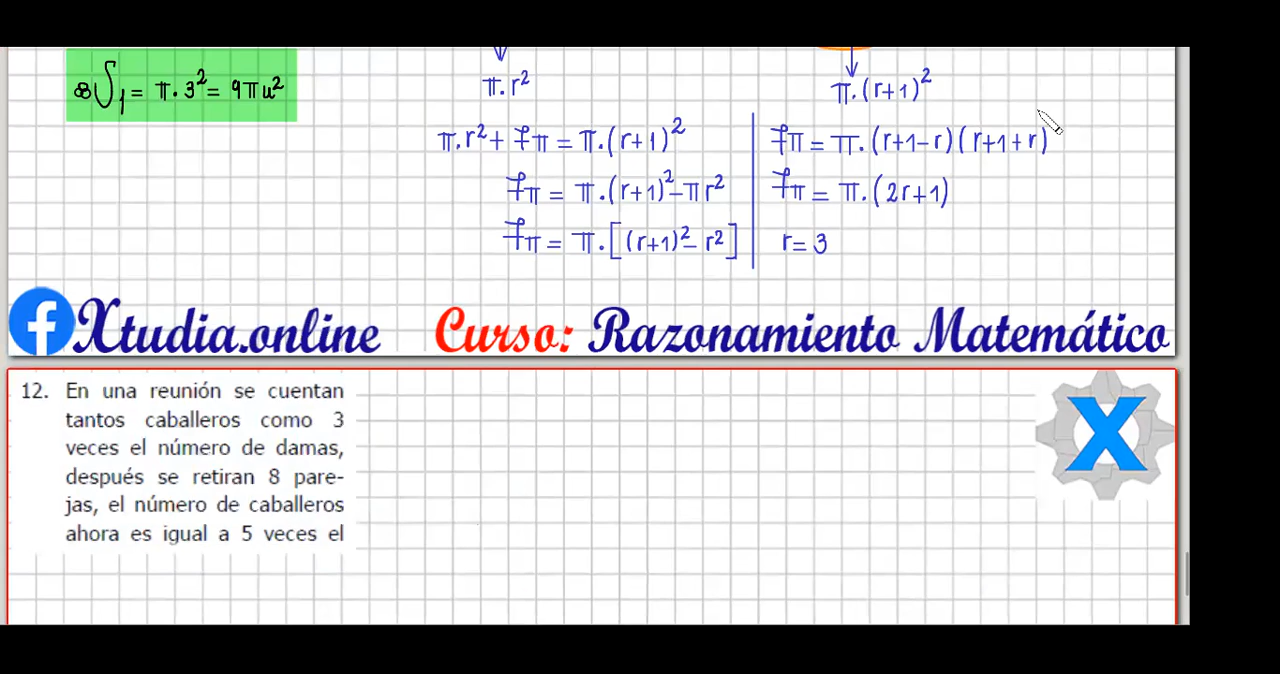 ∴ S₁ = π.3² = 9πu²
π.r²
π.(r+1)²
π.r² + 7π = π.(r+1)²
7π = π.(r+1)² - πr²
7π = π.[(r+1)² - r²]
7π = π.(r+1-r)(r+1+r)
7π = π.(2r+1)
r = 3
Xtudia.online Curso: Razonamiento Matemático
12. En una reunión se cuentan
tantos caballeros como 3
veces el número de damas,
después se retiran 8 pare-
jas, el número de caballeros
ahora es igual a 5 veces el
X